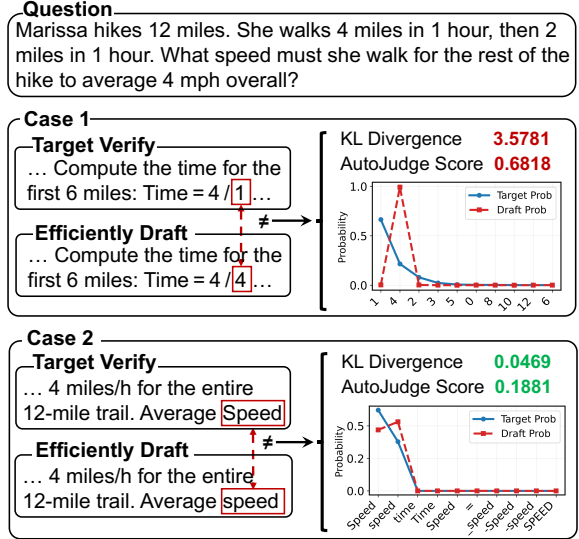 Question
Marissa hikes 12 miles. She walks 4 miles in 1 hour, then 2
miles in 1 hour. What speed must she walk for the rest of the
hike to average 4 mph overall?
Case 1
Target Verify
... Compute the time for the
first 6 miles: Time = 4 / 1 ...
≠
Efficiently Draft
... Compute the time for the
first 6 miles: Time = 4 / 4 ...
KL Divergence 3.5781
AutoJudge Score 0.6818
Probability
1.0
0.5
0.0
Target Prob
Draft Prob
1 4 2 3 5 0 8 10 12 6
Case 2
Target Verify
... 4 miles/h for the entire
12-mile trail. Average Speed
≠
Efficiently Draft
... 4 miles/h for the entire
12-mile trail. Average speed
KL Divergence 0.0469
AutoJudge Score 0.1881
Probability
0.5
0.2
0.0
Target Prob
Draft Prob
Speed speed time Time Speed = _speed -Speed -speed SPEED